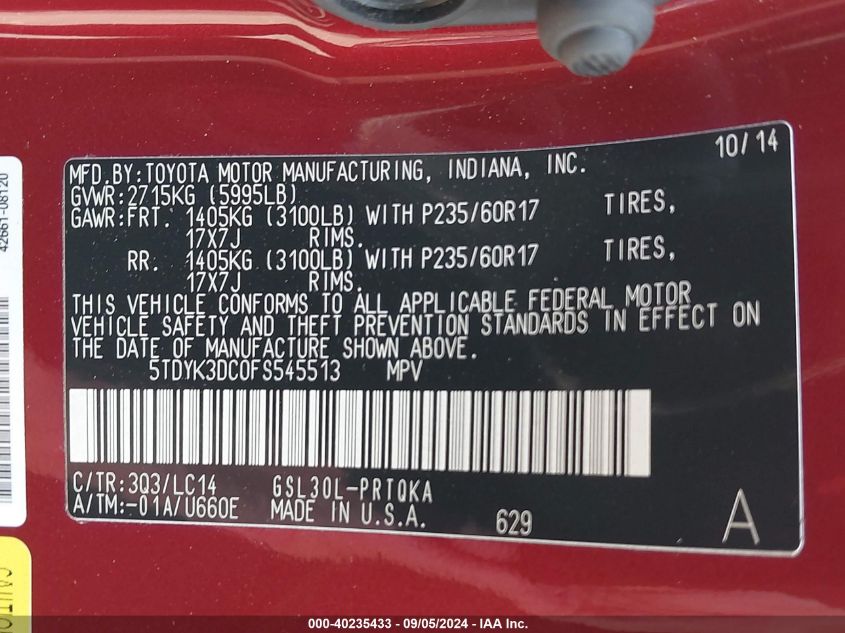 10/14
MFD.BY:TOYOTA MOTOR MANUFACTURING, INDIANA, INC.
GVWR:2715KG (5995LB)
GAWR:FRT. 1405KG (3100LB) WITH P235/60R17 TIRES,
17X7J RIMS.
RR. 1405KG (3100LB) WITH P235/60R17 TIRES,
17X7J RIMS.
THIS VEHICLE CONFORMS TO ALL APPLICABLE FEDERAL MOTOR
VEHICLE SAFETY AND THEFT PREVENTION STANDARDS IN EFFECT ON
THE DATE OF MANUFACTURE SHOWN ABOVE.
5TDYK3DC0FS545513 MPV
C/TR:3Q3/LC14 GSL30L-PRTQKA
A/TM:-01A/U660E MADE IN U.S.A. 629 A
42661-08120
000-40235433 - 09/05/2024 - IAA Inc.